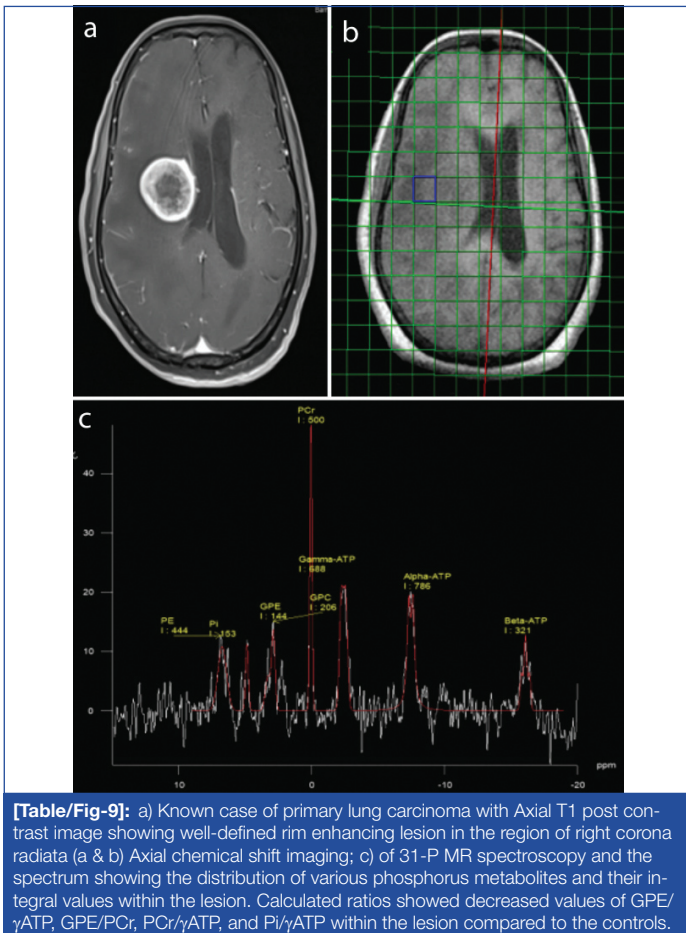 a
b
c
PCr
I : 500
40
30
Gamma-ATP
I : 688
20
Alpha-ATP
I : 786
GPC
I : 206
GPE
I : 144
PE
I : 444
Pi
I : 153
Beta-ATP
I : 321
10
0
ppm
10
0
-10
-20
[Table/Fig-9]: a) Known case of primary lung carcinoma with Axial T1 post con-
trast image showing well-defined rim enhancing lesion in the region of right corona
radiata (a & b) Axial chemical shift imaging; c) of 31-P MR spectroscopy and the
spectrum showing the distribution of various phosphorus metabolites and their in-
tegral values within the lesion. Calculated ratios showed decreased values of GPE/
γATP, GPE/PCr, PCr/γATP, and Pi/γATP within the lesion compared to the controls.